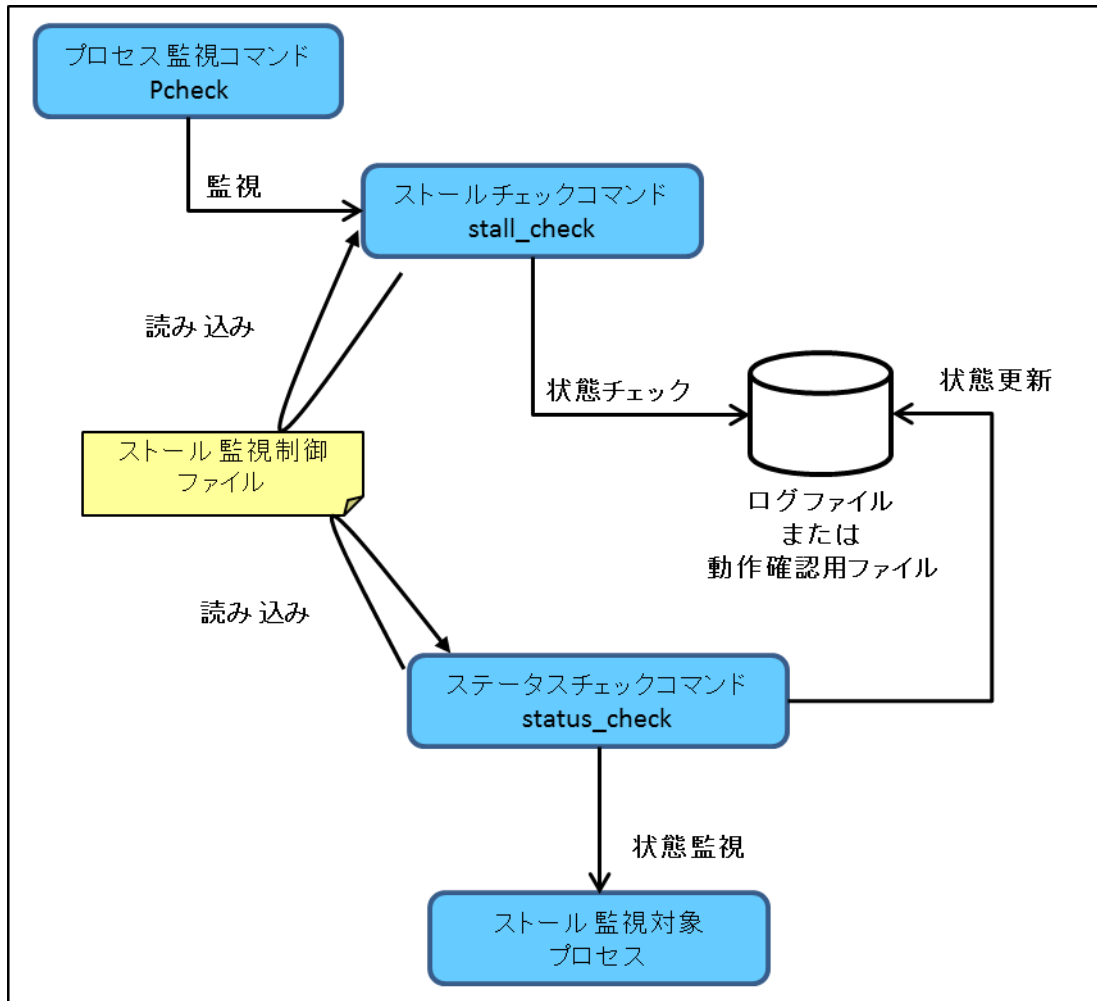 プロセス監視コマンド
Pcheck
監視
ストールチェックコマンド
stall_check
読み込み
状態チェック
状態更新
ストール監視制御
ファイル
ログファイル
または
動作確認用ファイル
読み込み
ステータスチェックコマンド
status_check
状態監視
ストール監視対象
プロセス